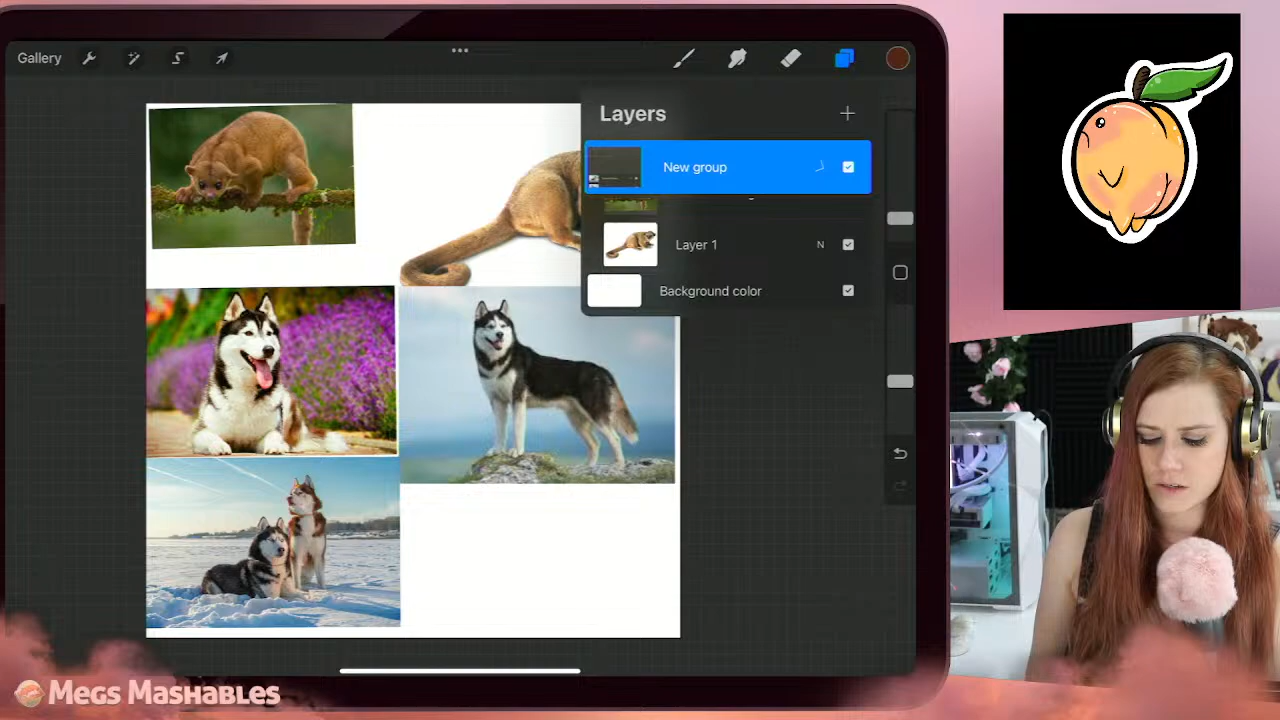 Gallery
Layers
New group
Layer 1
N
Background color
Megs Mashables